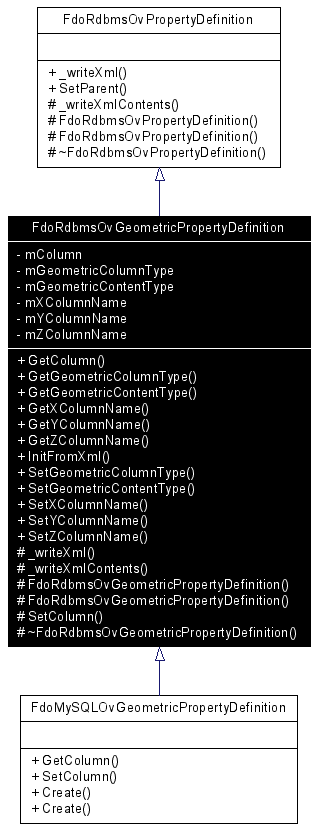 FdoRdbmsOvPropertyDefinition
+ _writeXml()
+ SetParent()
# _writeXmlContents()
# FdoRdbmsOvPropertyDefinition()
# FdoRdbmsOvPropertyDefinition()
# ~FdoRdbmsOvPropertyDefinition()
FdoRdbmsOvGeometricPropertyDefinition
- mColumn
- mGeometricColumnType
- mGeometricContentType
- mXColumnName
- mYColumnName
- mZColumnName
+ GetColumn()
+ GetGeometricColumnType()
+ GetGeometricContentType()
+ GetXColumnName()
+ GetYColumnName()
+ GetZColumnName()
+ InitFromXml()
+ SetGeometricColumnType()
+ SetGeometricContentType()
+ SetXColumnName()
+ SetYColumnName()
+ SetZColumnName()
# _writeXml()
# _writeXmlContents()
# FdoRdbmsOvGeometricPropertyDefinition()
# FdoRdbmsOvGeometricPropertyDefinition()
# SetColumn()
# ~FdoRdbmsOvGeometricPropertyDefinition()
FdoMySQLOvGeometricPropertyDefinition
+ GetColumn()
+ SetColumn()
+ Create()
+ Create()